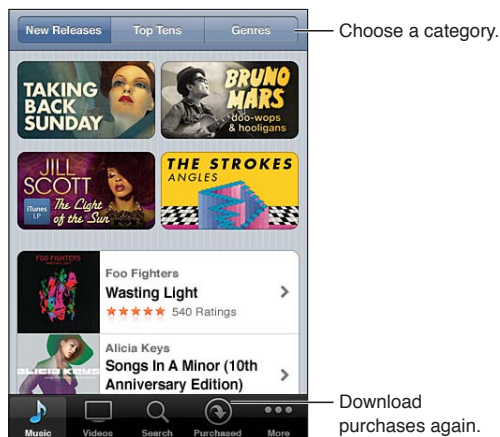 New Releases
Top Tens
Genres
Choose a category.
TAKING
BACK
SUNDAY
BRUNO
MARS
doo-wops
& hooligans
JILL
SCOTT
iTunes
LP
The Light
of the Sun
THE STROKES
ANGLES
FOO FIGHTERS
Foo Fighters
Wasting Light
540 Ratings
ALICIA KEYS
Alicia Keys
Songs In A Minor (10th
Anniversary Edition)
Download
purchases again.
Music
Videos
Search
Purchased
More